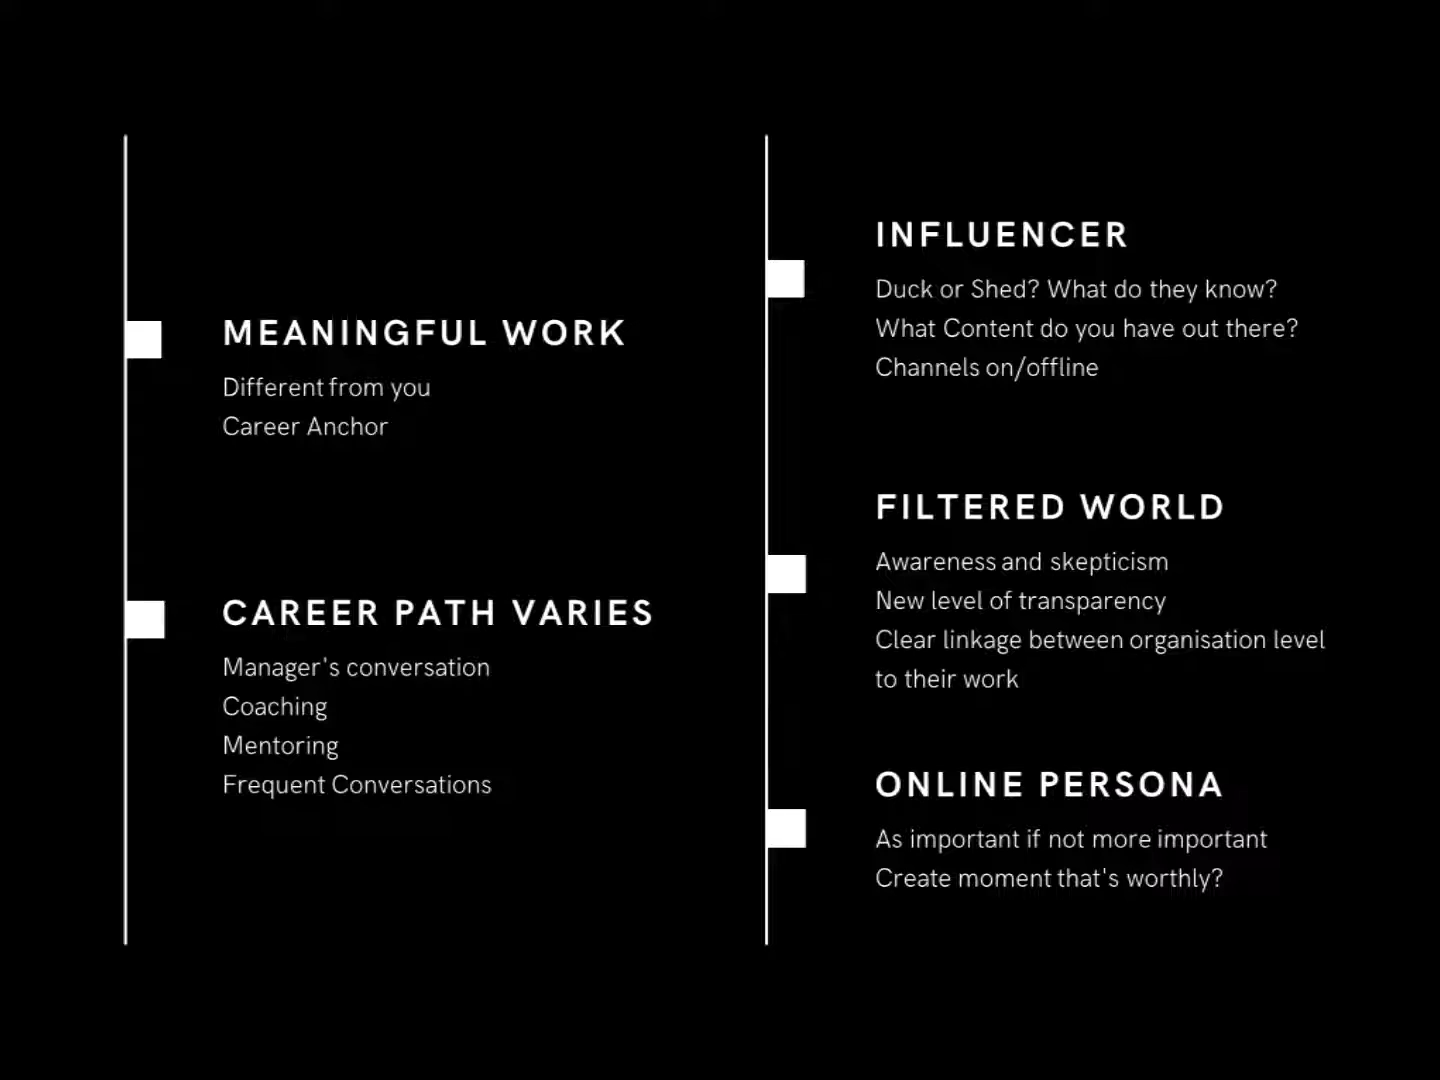 MEANINGFUL WORK
Different from you
Career Anchor
CAREER PATH VARIES
Manager's conversation
Coaching
Mentoring
Frequent Conversations
INFLUENCER
Duck or Shed? What do they know?
What Content do you have out there?
Channels on/offline
FILTERED WORLD
Awareness and skepticism
New level of transparency
Clear linkage between organisation level
to their work
ONLINE PERSONA
As important if not more important
Create moment that's worthly?